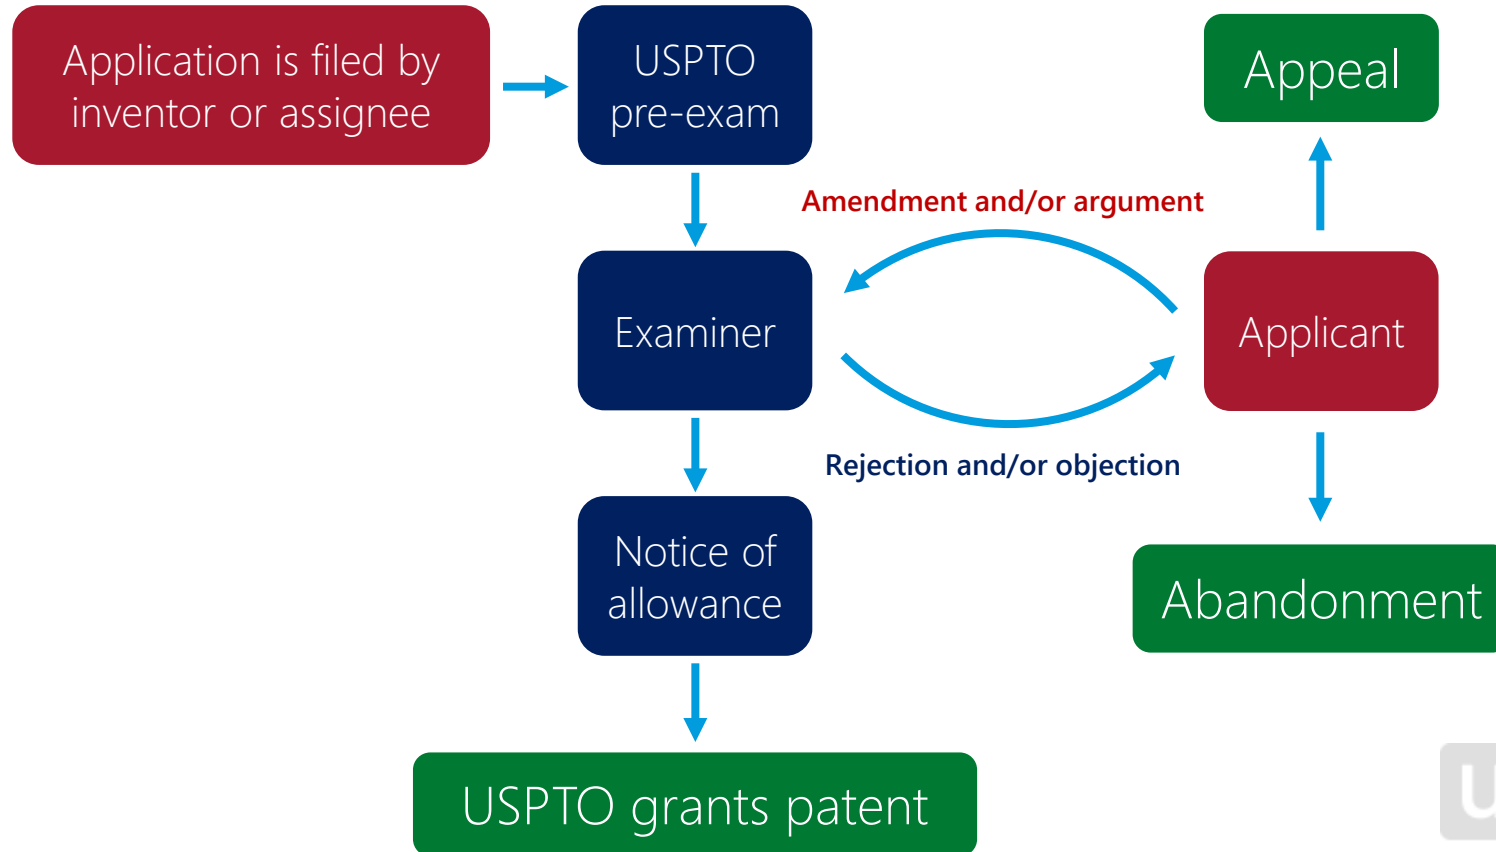 Application is filed by
inventor or assignee
USPTO
pre-exam
Appeal
Amendment and/or argument
Examiner
Applicant
Rejection and/or objection
Notice of
allowance
Abandonment
USPTO grants patent